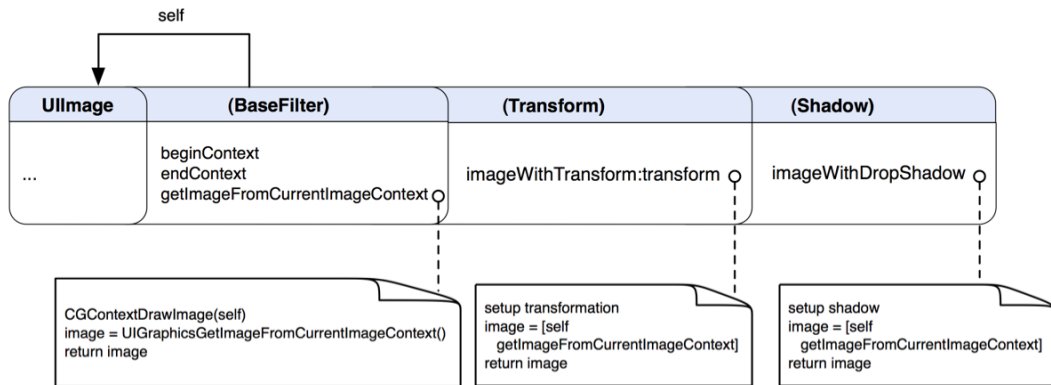 self
UIImage
(BaseFilter)
(Transform)
(Shadow)
...
beginContext
endContext
getImageFromCurrentImageContext
imageWithTransform:transform
imageWithDropShadow
CGContextDrawImage(self)
image = UIGraphicsGetImageFromCurrentImageContext()
return image
setup transformation
image = [self
getImageFromCurrentImageContext]
return image
setup shadow
image = [self
getImageFromCurrentImageContext]
return image